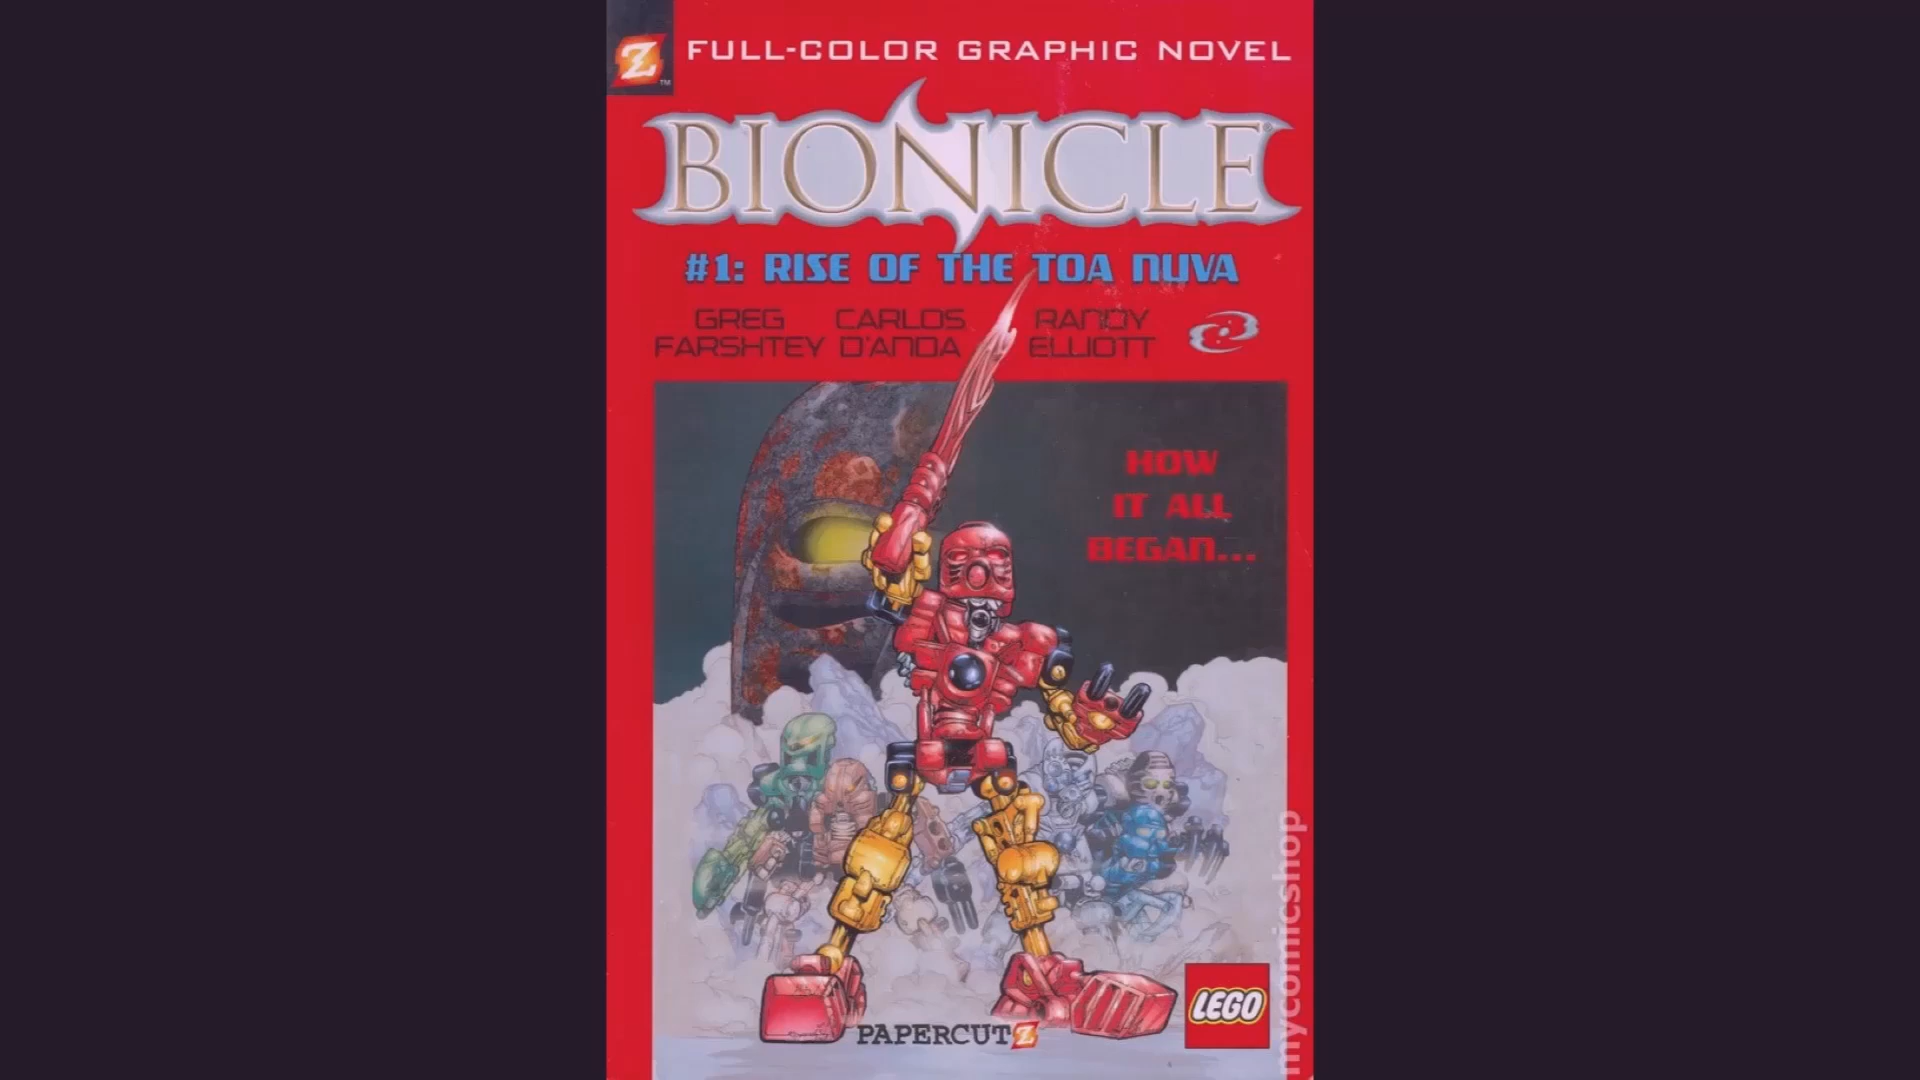 Z™
FULL-COLOR GRAPHIC NOVEL
BIONICLE®
#1: RISE OF THE TOA NUVA
GREG FARSHTEY
CARLOS D'ANDA
RANDY ELLIOTT
HOW
IT ALL
BEGAN...
PAPERCUTZ
LEGO
mycomicshop